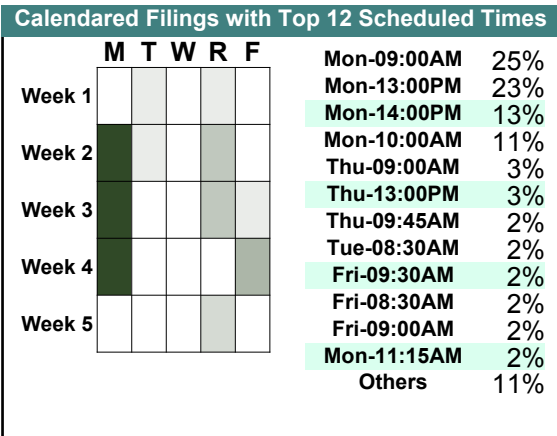 Calendared Filings with Top 12 Scheduled Times
M T W R F
Week 1
Week 2
Week 3
Week 4
Week 5
Mon-09:00AM 25%
Mon-13:00PM 23%
Mon-14:00PM 13%
Mon-10:00AM 11%
Thu-09:00AM 3%
Thu-13:00PM 3%
Thu-09:45AM 2%
Tue-08:30AM 2%
Fri-09:30AM 2%
Fri-08:30AM 2%
Fri-09:00AM 2%
Mon-11:15AM 2%
Others 11%